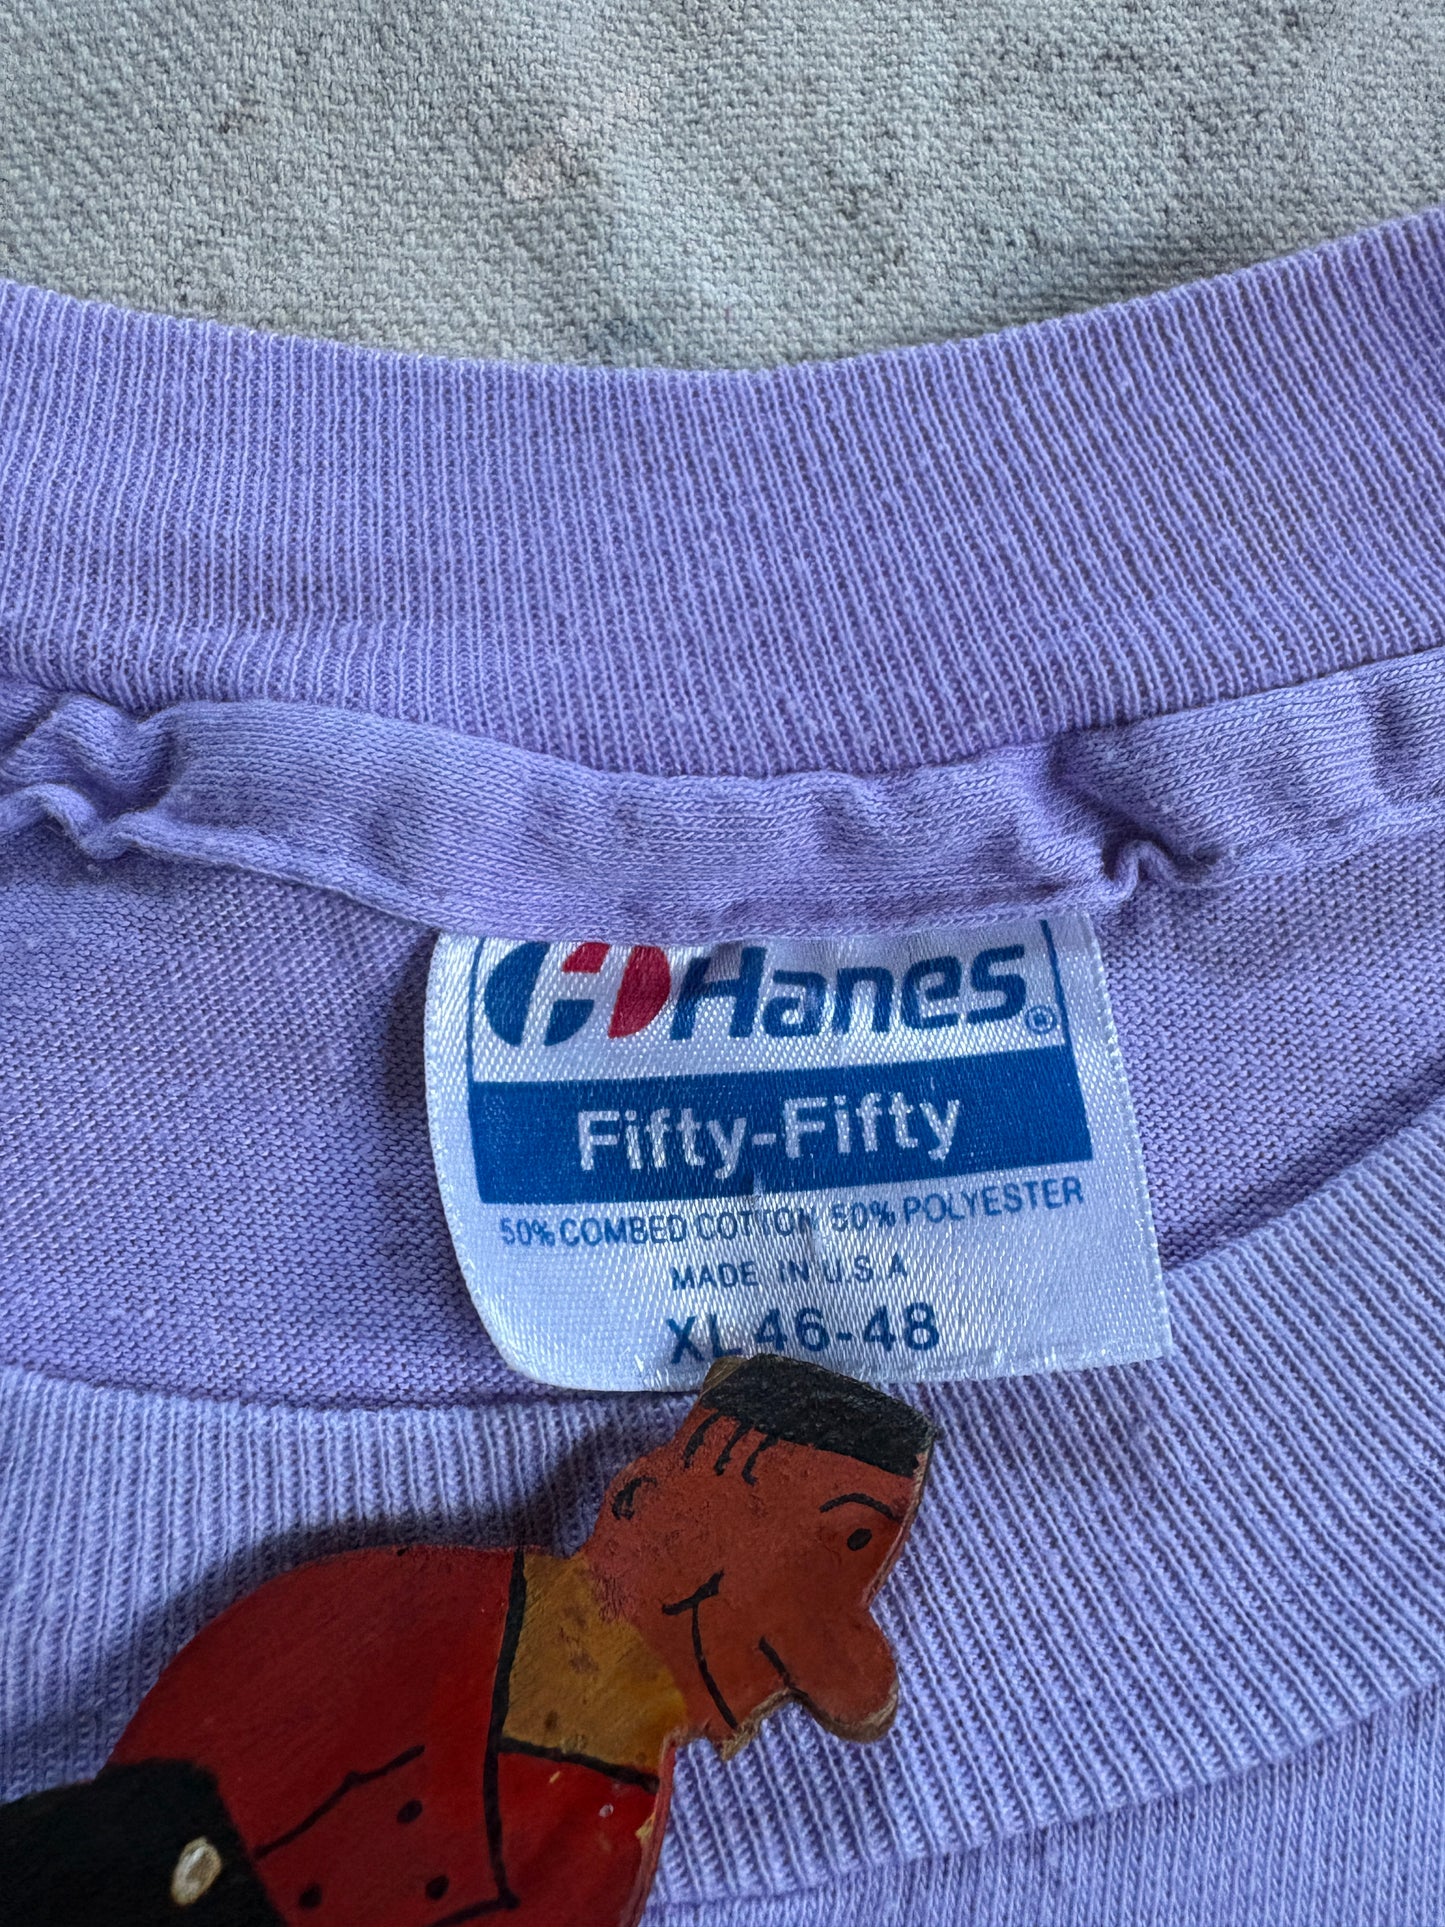 Hanes®
Fifty-Fifty
50% COMBED COTTON 50% POLYESTER
MADE IN U.S.A
XL 46-48